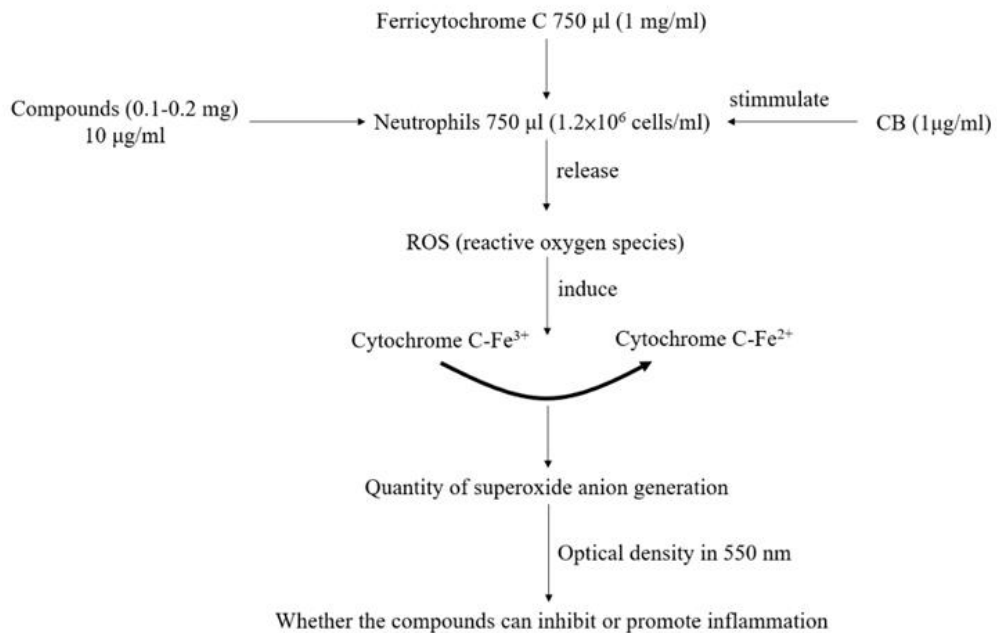 Ferricytochrome C 750 μl (1 mg/ml)
Compounds (0.1-0.2 mg)
10 μg/ml
Neutrophils 750 μl (1.2×10⁶ cells/ml)
stimmulate
CB (1μg/ml)
release
ROS (reactive oxygen species)
induce
Cytochrome C-Fe³⁺
Cytochrome C-Fe²⁺
Quantity of superoxide anion generation
Optical density in 550 nm
Whether the compounds can inhibit or promote inflammation